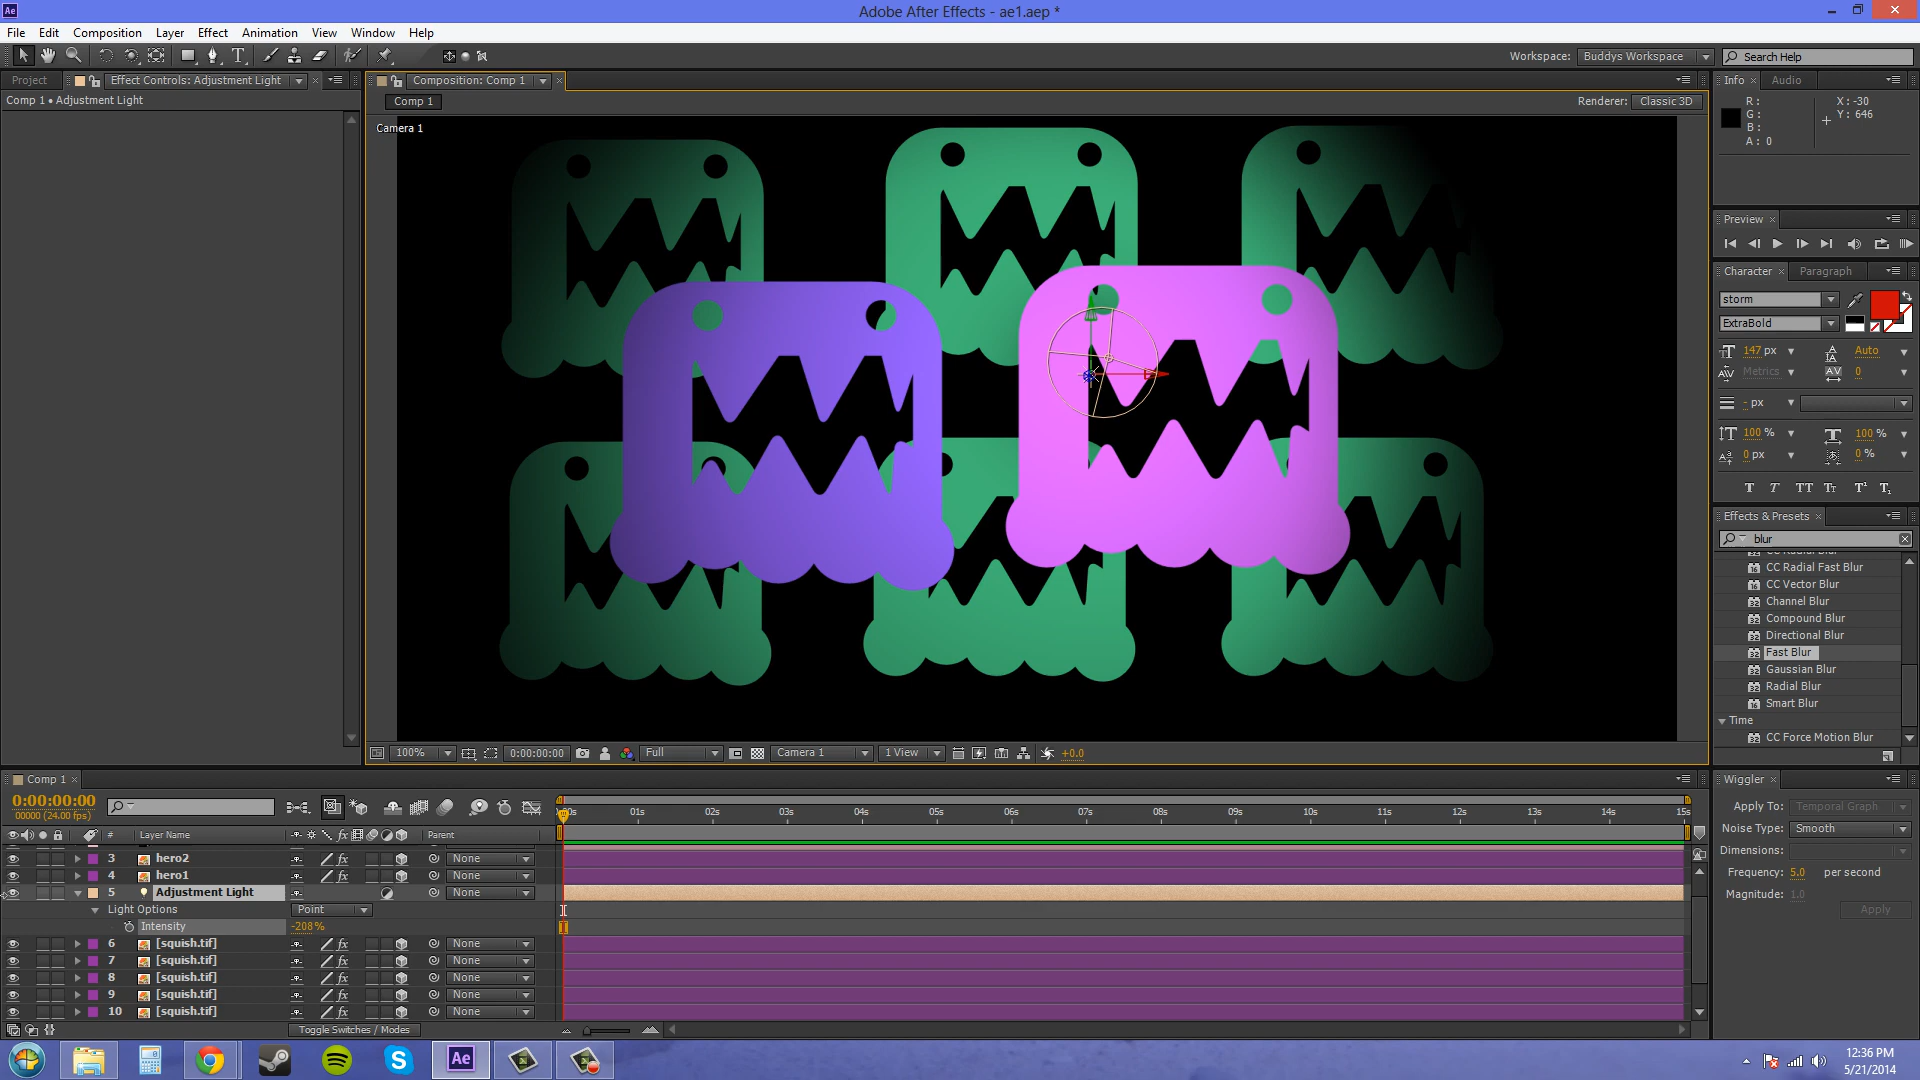 Adobe After Effects - ae1.aep *
File Edit Composition Layer Effect Animation View Window Help
Workspace: Buddys Workspace Search Help
Project Effect Controls: Adjustment Light
Comp 1 • Adjustment Light
Composition: Comp 1
Comp 1
Renderer: Classic 3D
Camera 1
100% 0:00:00:00 Full Camera 1 1 View +0.0
Info Audio
R:
G:
B:
A: 0
X: -30
Y: 646
Preview
Character Paragraph
storm
ExtraBold
147 px Auto
Metrics 0
- px
100 % 100 %
0 px 0 %
T T TT Tt T¹ T₁
Effects & Presets
blur
CC Radial Blur
CC Radial Fast Blur
CC Vector Blur
Channel Blur
Compound Blur
Directional Blur
Fast Blur
Gaussian Blur
Radial Blur
Smart Blur
Time
CC Force Motion Blur
Comp 1
0:00:00:00
00000 (24.00 fps)
01s 02s 03s 04s 05s 06s 07s 08s 09s 10s 11s 12s 13s 14s 15s
# Layer Name Parent
3 hero2 None
4 hero1 None
5 Adjustment Light None
Light Options Point
Intensity -208%
6 [squish.tif] None
7 [squish.tif] None
8 [squish.tif] None
9 [squish.tif] None
10 [squish.tif] None
Toggle Switches / Modes
Wiggler
Apply To: Temporal Graph
Noise Type: Smooth
Dimensions:
Frequency: 5.0 per second
Magnitude: 1.0
Apply
Ae
12:36 PM
5/21/2014